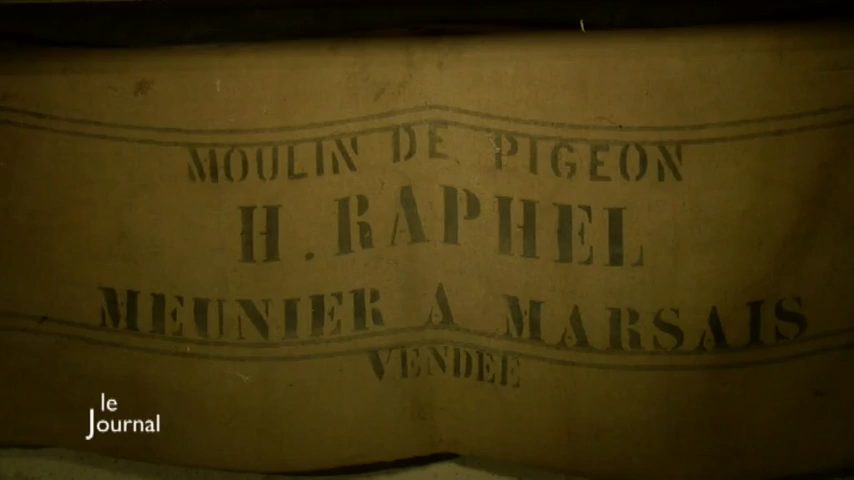 MOULIN DE PIGEON
H. RAPHEL
MEUNIER A MARSAIS
VENDEE
le
Journal